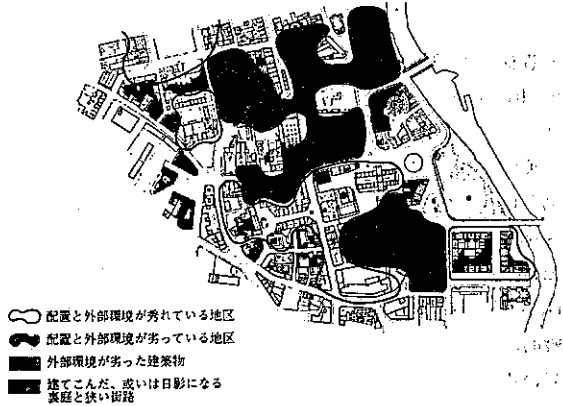 配置と外部環境が秀れている地区
配置と外部環境が劣っている地区
外部環境が劣った建築物
建てこんだ、或いは日影になる
裏庭と狭い街路